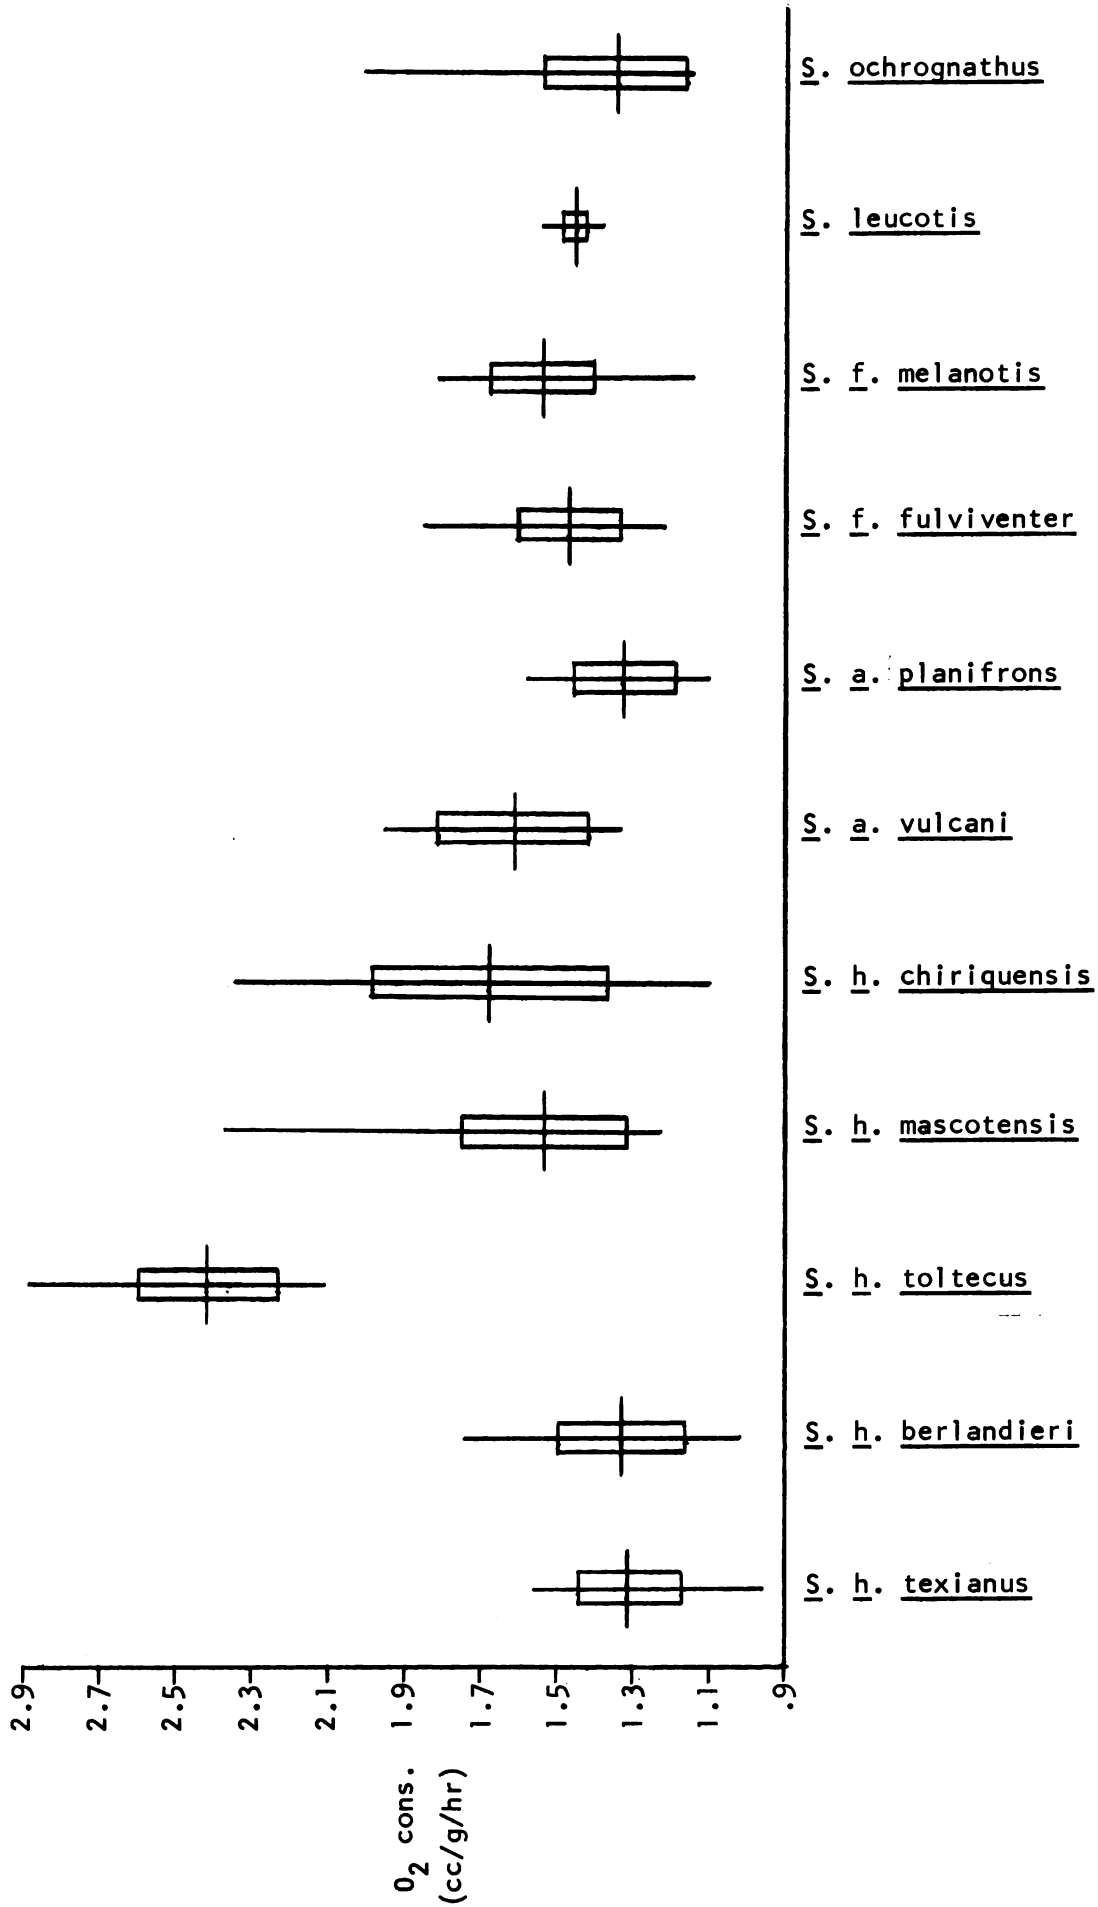 S. ochrognathus
S. leucotis
S. f. melanotis
S. f. fulviventer
S. a. planifrons
S. a. vulcani
S. h. chiriquensis
S. h. mascotensis
S. h. toltecus
S. h. berlandieri
S. h. texianus
2.9
2.7
2.5
2.3
2.1
1.9
1.7
1.5
1.3
1.1
.9
O2 cons.
(cc/g/hr)